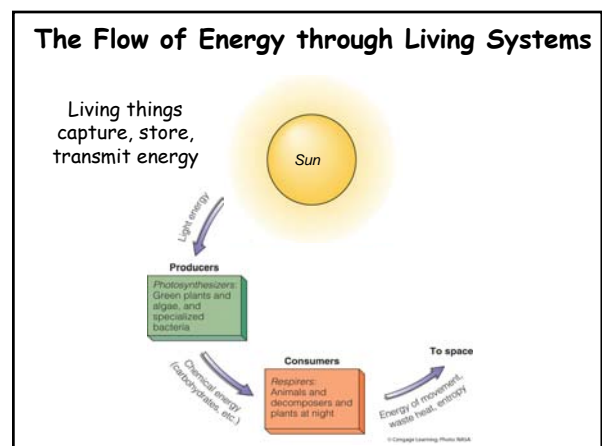 The Flow of Energy through Living Systems
Living things
capture, store,
transmit energy
Sun
Light energy
Producers
Photosynthesizers:
Green plants and
algae, and
specialized
bacteria
Chemical energy
(carbohydrates, etc.)
Consumers
Respirers:
Animals and
decomposers and
plants at night
To space
Energy of movement,
waste heat, entropy
© Cengage Learning; Photo: NASA